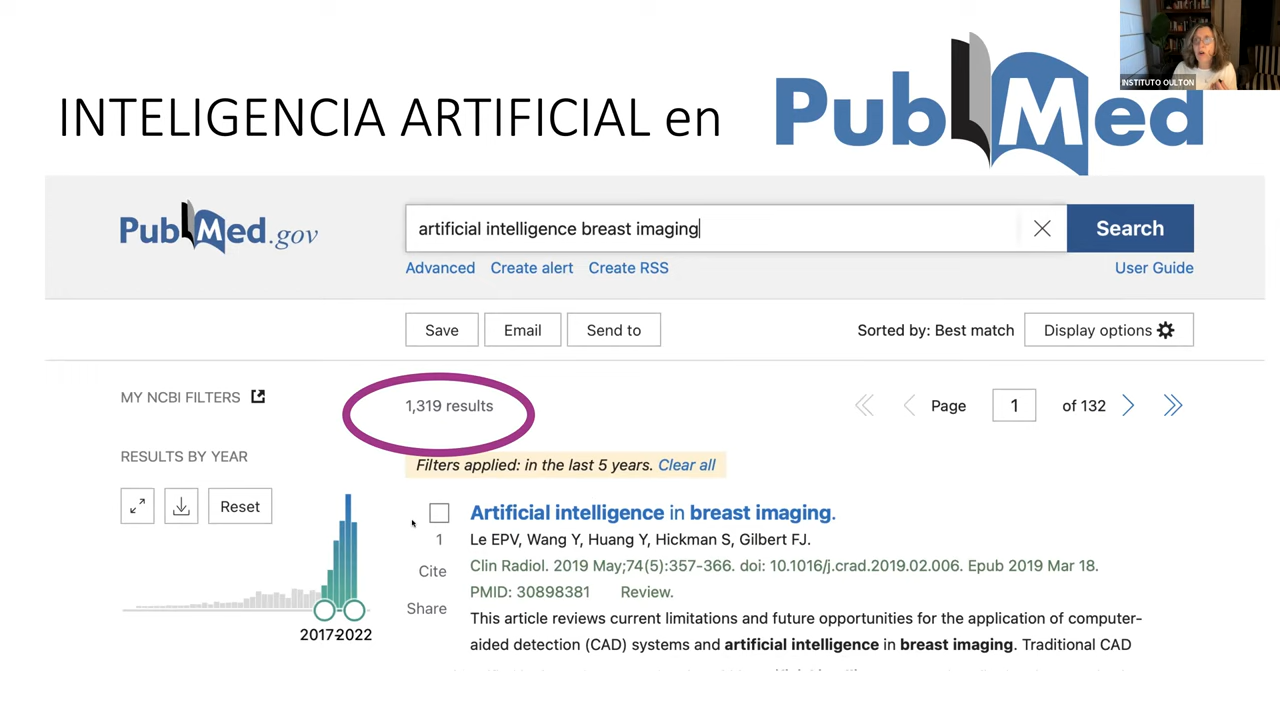 INSTITUTO OULTON
INTELIGENCIA ARTIFICIAL en
PubMed
PubMed.gov
artificial intelligence breast imaging
Search
Advanced Create alert Create RSS
User Guide
Save Email Send to
Sorted by: Best match Display options
MY NCBI FILTERS
1,319 results
Page 1 of 132
RESULTS BY YEAR
Filters applied: in the last 5 years. Clear all
Reset
2017-2022
Artificial intelligence in breast imaging.
1 Le EPV, Wang Y, Huang Y, Hickman S, Gilbert FJ.
Cite Clin Radiol. 2019 May;74(5):357-366. doi: 10.1016/j.crad.2019.02.006. Epub 2019 Mar 18.
PMID: 30898381 Review.
Share
This article reviews current limitations and future opportunities for the application of computer-
aided detection (CAD) systems and artificial intelligence in breast imaging. Traditional CAD